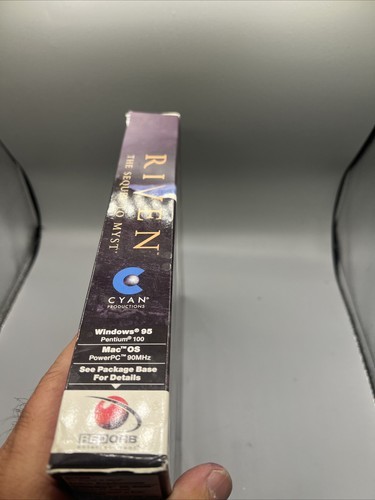 RIVEN™
THE SEQUEL TO MYST®
CYAN®
PRODUCTIONS
Windows® 95
Pentium® 100
Mac™ OS
PowerPC™ 90MHz
See Package Base
For Details
RED ORB